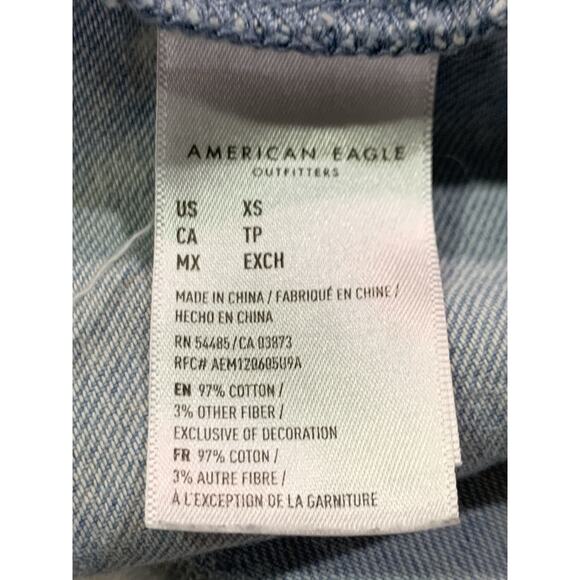 AMERICAN EAGLE
OUTFITTERS
US XS
CA TP
MX EXCH
MADE IN CHINA / FABRIQUÉ EN CHINE /
HECHO EN CHINA
RN 54485/CA 03873
RFC# AEM120605U9A
EN 97% COTTON /
3% OTHER FIBER /
EXCLUSIVE OF DECORATION
FR 97% COTON /
3% AUTRE FIBRE /
À L'EXCEPTION DE LA GARNITURE